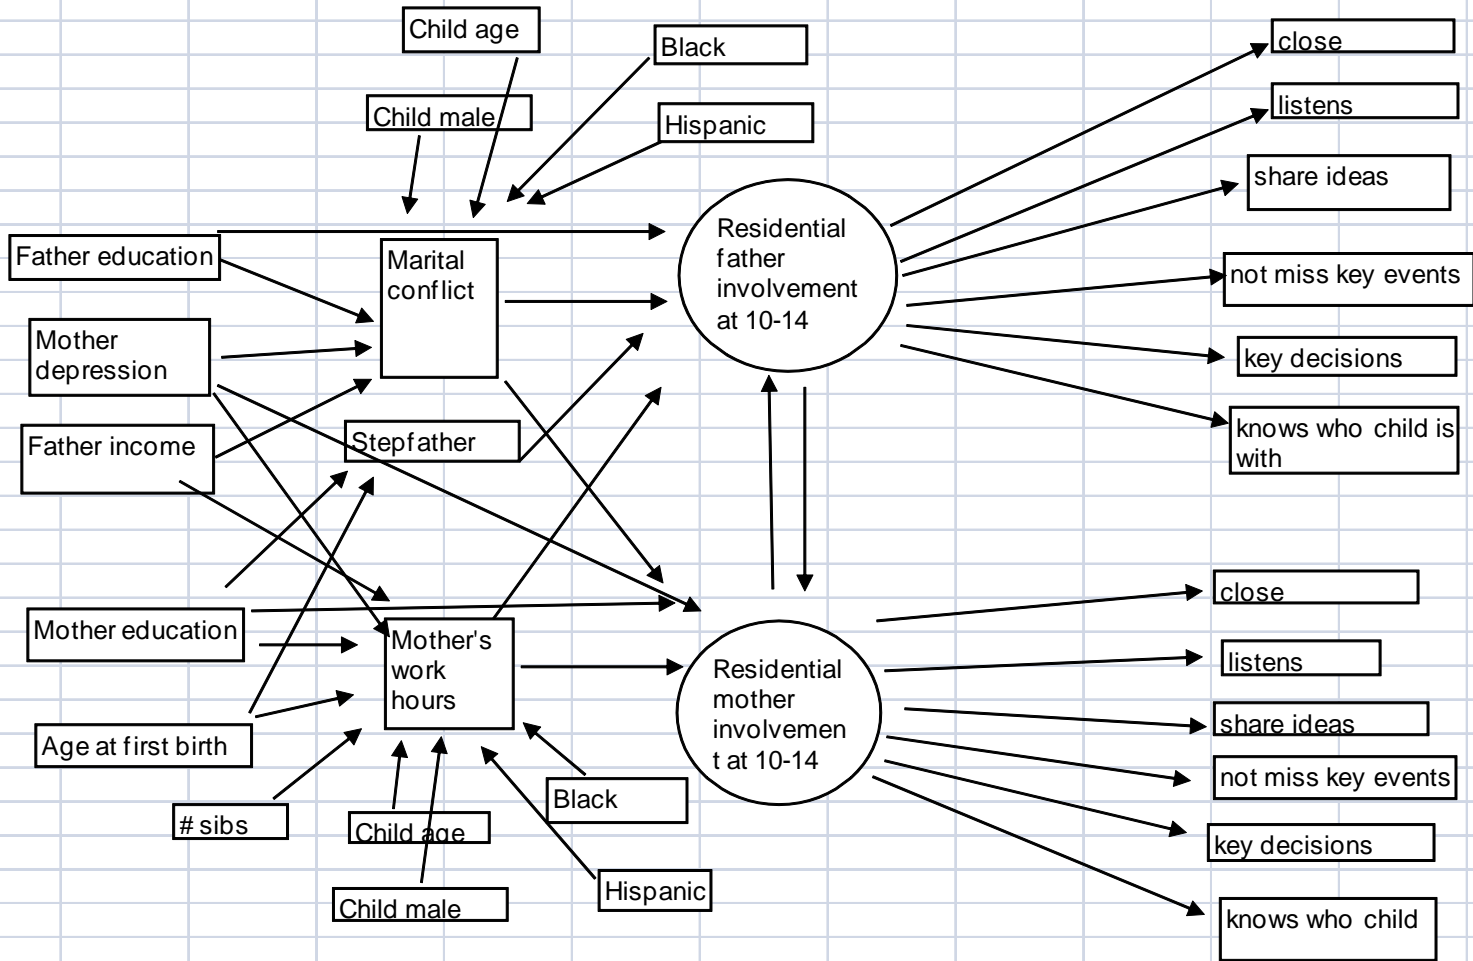 Child age
Black
close
Child male
listens
Hispanic
share ideas
Father education
Marital
conflict
Residential
father
involvement
at 10-14
not miss key events
Mother
depression
key decisions
Father income
Stepfather
knows who child is
with
close
Mother education
Mother's
work
hours
Residential
mother
involvemen
t at 10-14
listens
share ideas
Age at first birth
not miss key events
Black
# sibs
Child age
key decisions
Hispanic
Child male
knows who child